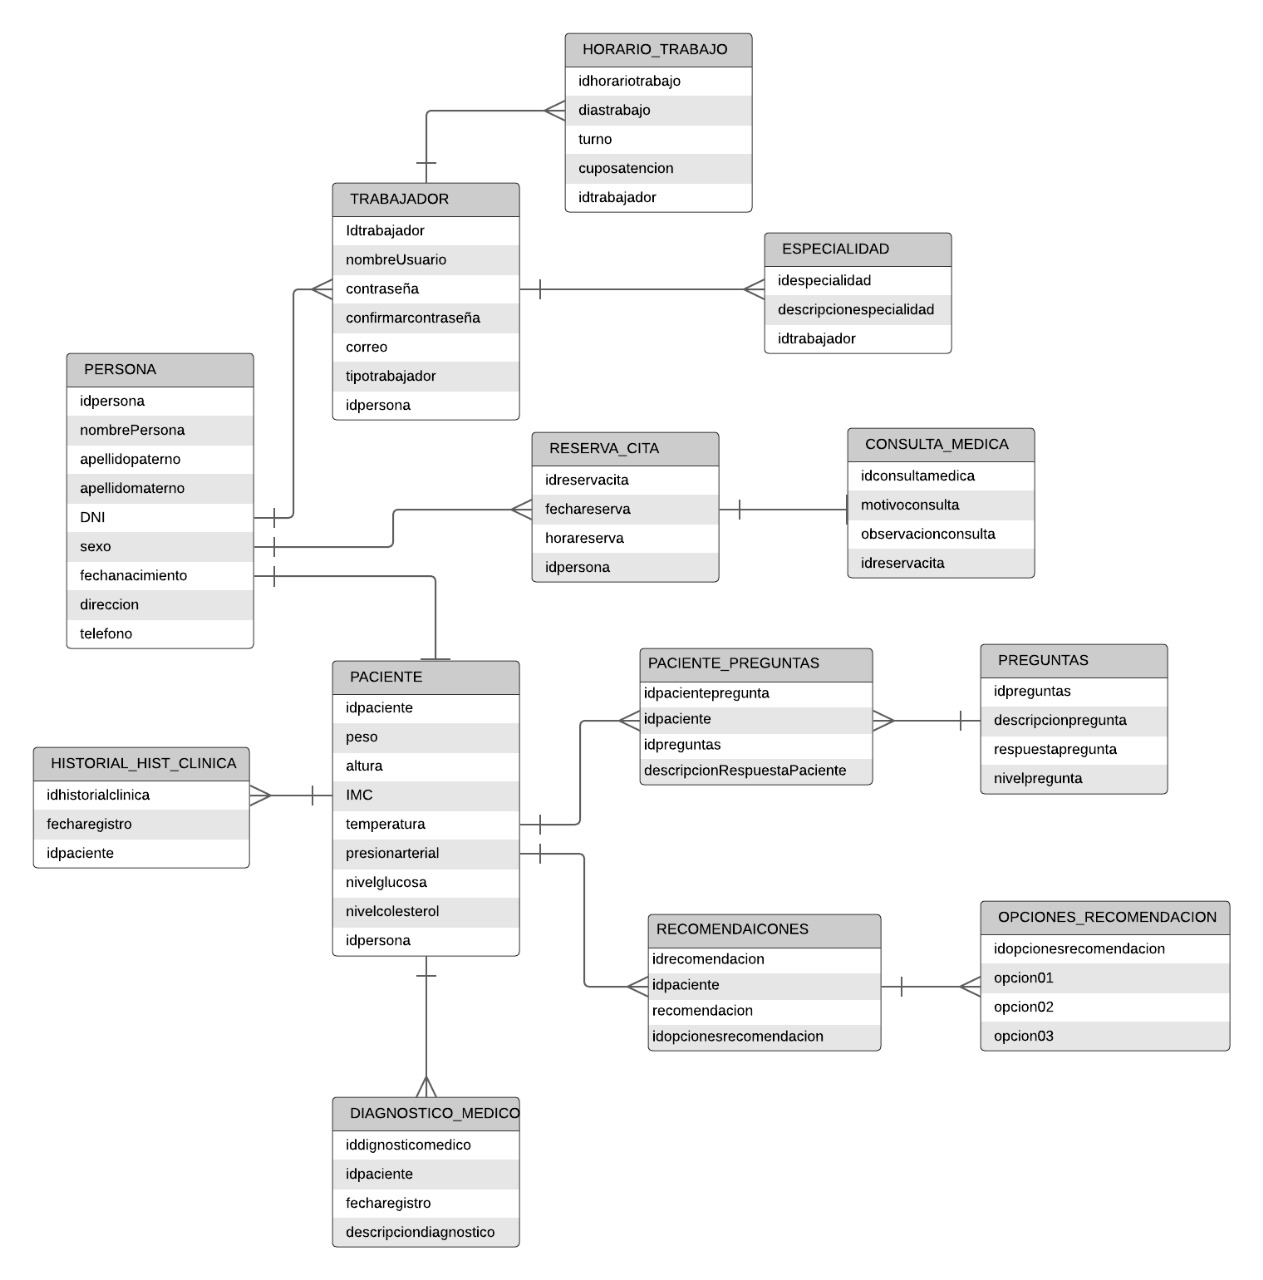 HORARIO_TRABAJO
idhorariotrabajo
diastrabajo
turno
cuposatencion
idtrabajador
TRABAJADOR
Idtrabajador
nombreUsuario
contraseña
confirmarcontraseña
correo
tipotrabajador
idpersona
ESPECIALIDAD
idespecialidad
descripcionespecialidad
idtrabajador
PERSONA
idpersona
nombrePersona
apellidopaterno
apellidomaterno
DNI
sexo
fechanacimiento
direccion
telefono
RESERVA_CITA
idreservacita
fechareserva
horareserva
idpersona
CONSULTA_MEDICA
idconsultamedica
motivoconsulta
observacionconsulta
idreservacita
PACIENTE
idpaciente
peso
altura
IMC
temperatura
presionarterial
nivelglucosa
nivelcolesterol
idpersona
PACIENTE_PREGUNTAS
idpacientepregunta
idpaciente
idpreguntas
descripcionRespuestaPaciente
PREGUNTAS
idpreguntas
descripcionpregunta
respuestapregunta
nivelpregunta
HISTORIAL_HIST_CLINICA
idhistorialclinica
fecharegistro
idpaciente
RECOMENDAICONES
idrecomendacion
idpaciente
recomendacion
idopcionesrecomendacion
OPCIONES_RECOMENDACION
idopcionesrecomendacion
opcion01
opcion02
opcion03
DIAGNOSTICO_MEDICO
iddignosticomedico
idpaciente
fecharegistro
descripciondiagnostico